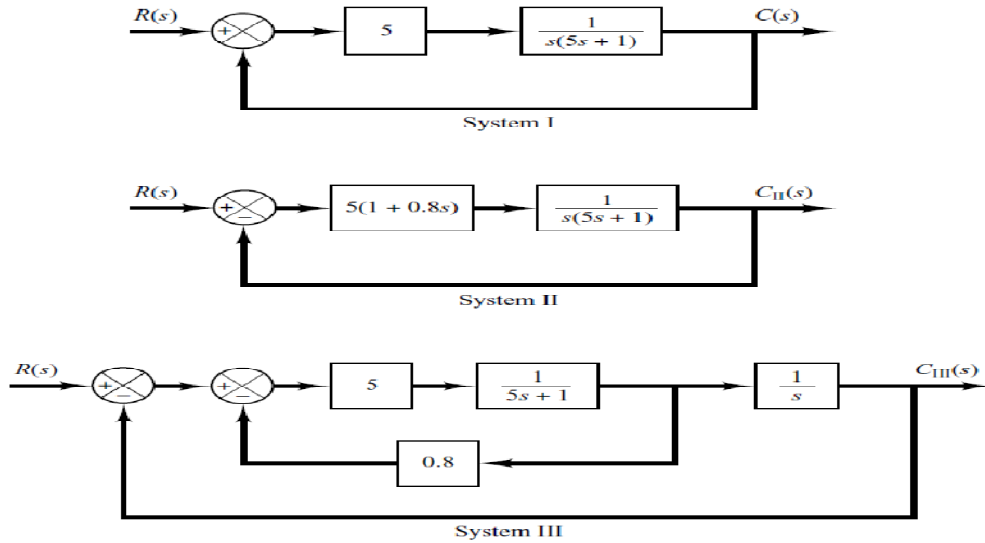 R(s) + 5 1 C(s)
s(5s + 1)
System I
R(s) + − 5(1 + 0.8s) 1 C_II(s)
s(5s + 1)
System II
R(s) + − + − 5 1 1 C_III(s)
5s + 1 s
0.8
System III